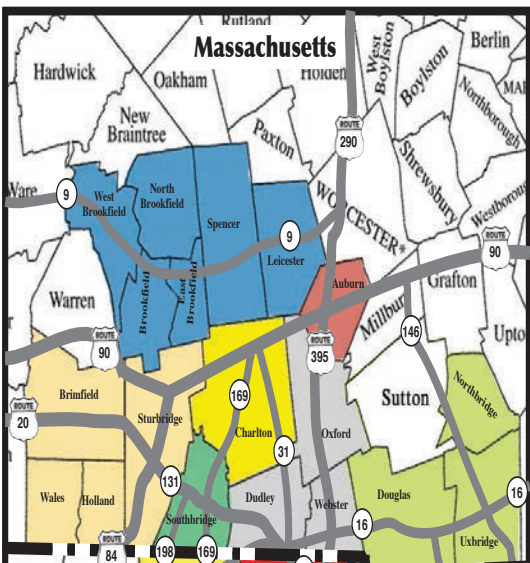 Rutland
Massachusetts
Berlin
Hardwick
Oakham
Holden
West
Boylston
Boylston
MA
Northborough
New
Braintree
Paxton
ROUTE
290
Shrewsbury
Ware
9
West
Brookfield
North
Brookfield
Spencer
WORCESTER*
Westborou
9
Leicester
ROUTE
90
Warren
Brookfield
East
Brookfield
Auburn
Millbury
Grafton
ROUTE
90
ROUTE
395
146
Upto
Brimfield
169
Sutton
Northbridge
ROUTE
20
Sturbridge
Charlton
31
Oxford
131
Wales
Holland
Southbridge
Dudley
Webster
Douglas
16
16
Uxbridge
ROUTE
84
198
169